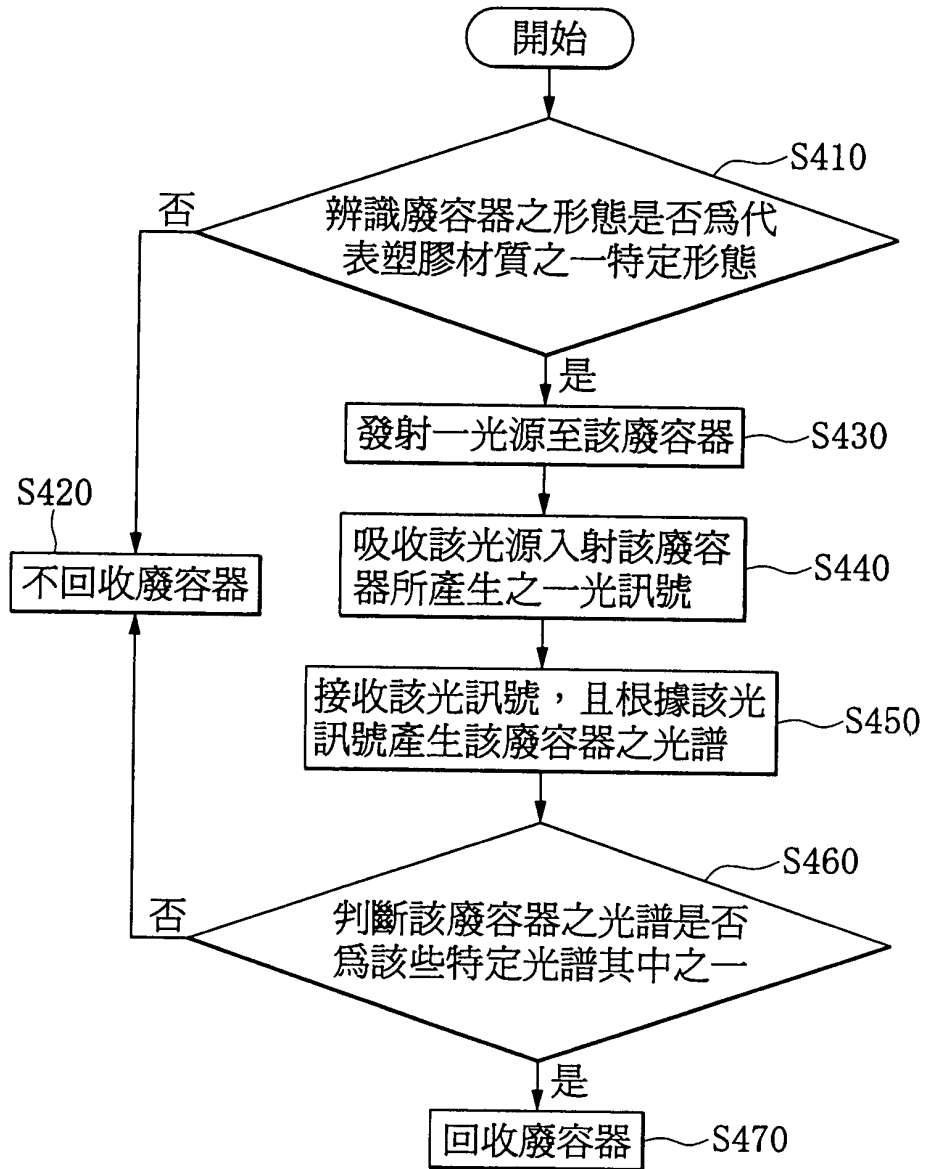 開始
S410
辨識廢容器之形態是否爲代
表塑膠材質之一特定形態
否
是
發射一光源至該廢容器
S430
S420
不回收廢容器
吸收該光源入射該廢容
器所產生之一光訊號
S440
接收該光訊號，且根據該光
訊號產生該廢容器之光譜
S450
S460
判斷該廢容器之光譜是否
爲該些特定光譜其中之一
否
是
回收廢容器
S470